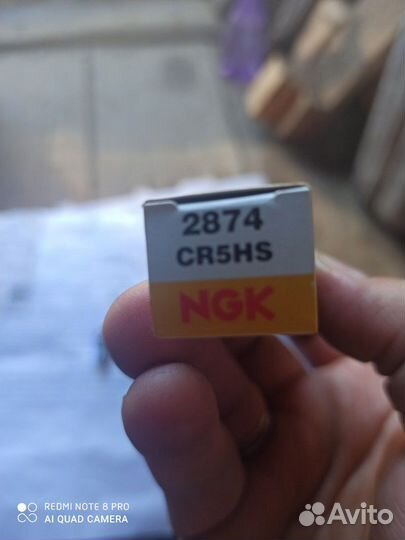 2874
CR5HS
NGK
REDMI NOTE 8 PRO
AI QUAD CAMERA
Avito